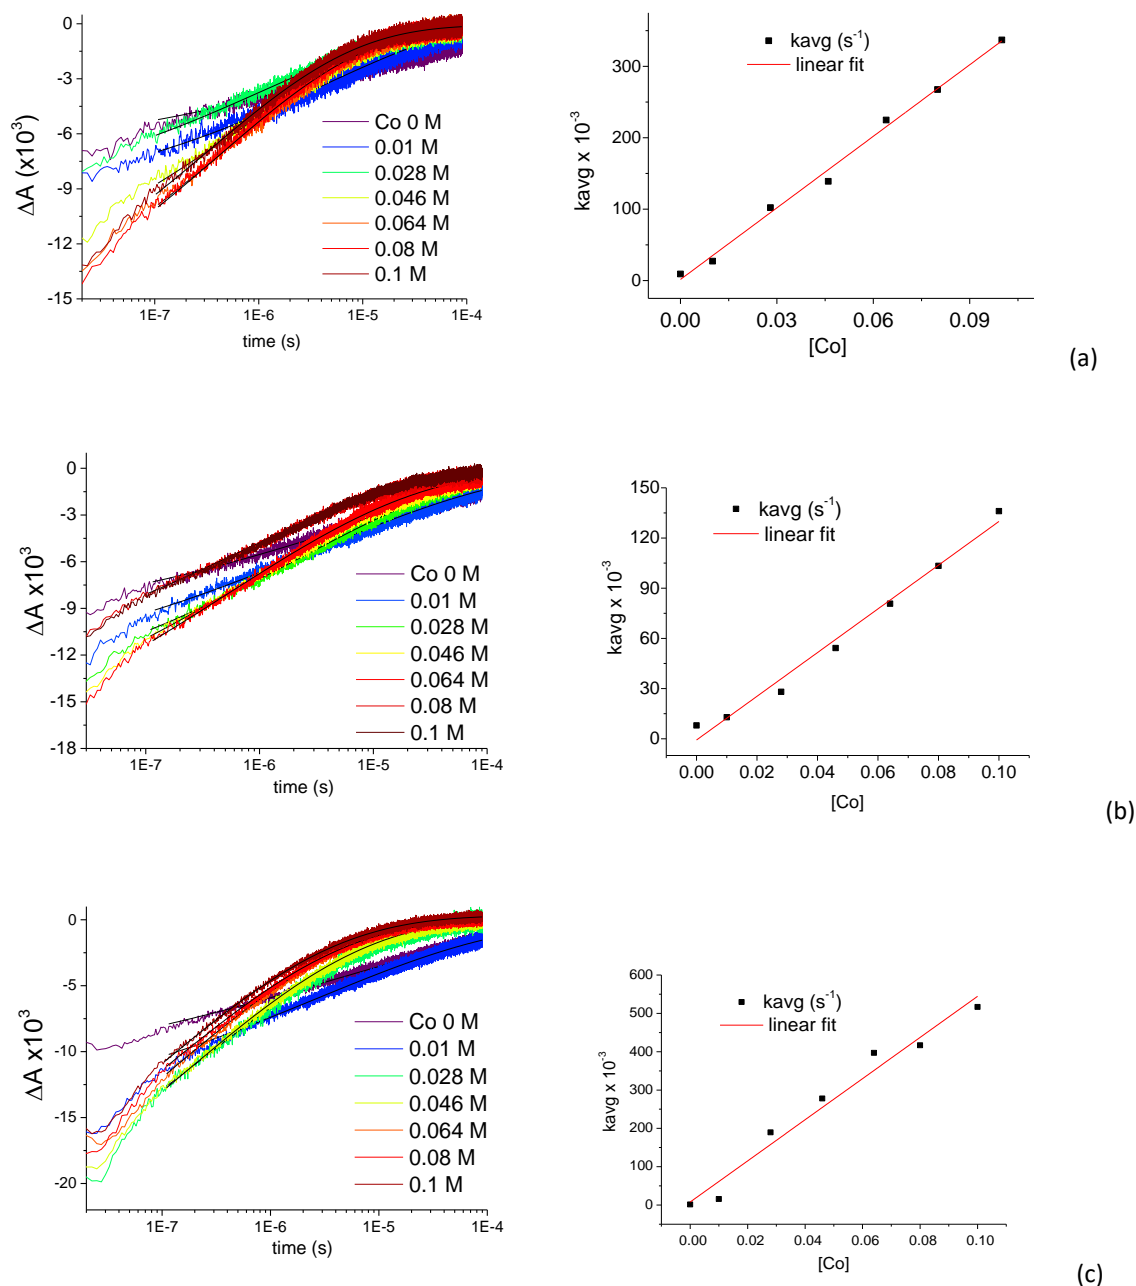 0
-3
-6
-9
-12
-15
ΔA (x10³)
Co 0 M
0.01 M
0.028 M
0.046 M
0.064 M
0.08 M
0.1 M
1E-7 1E-6 1E-5 1E-4
time (s)
300
200
100
0
kavg x 10⁻³
kavg (s⁻¹)
linear fit
0.00 0.03 0.06 0.09
[Co]
(a)
0
-3
-6
-9
-12
-15
-18
ΔA x10³
Co 0 M
0.01 M
0.028 M
0.046 M
0.064 M
0.08 M
0.1 M
1E-7 1E-6 1E-5 1E-4
time (s)
150
120
90
60
30
0
kavg x 10⁻³
kavg (s⁻¹)
linear fit
0.00 0.02 0.04 0.06 0.08 0.10
[Co]
(b)
0
-5
-10
-15
-20
ΔA x10³
Co 0 M
0.01 M
0.028 M
0.046 M
0.064 M
0.08 M
0.1 M
1E-7 1E-6 1E-5 1E-4
time (s)
600
500
400
300
200
100
0
kavg x 10⁻³
kavg (s⁻¹)
linear fit
0.00 0.02 0.04 0.06 0.08 0.10
[Co]
(c)